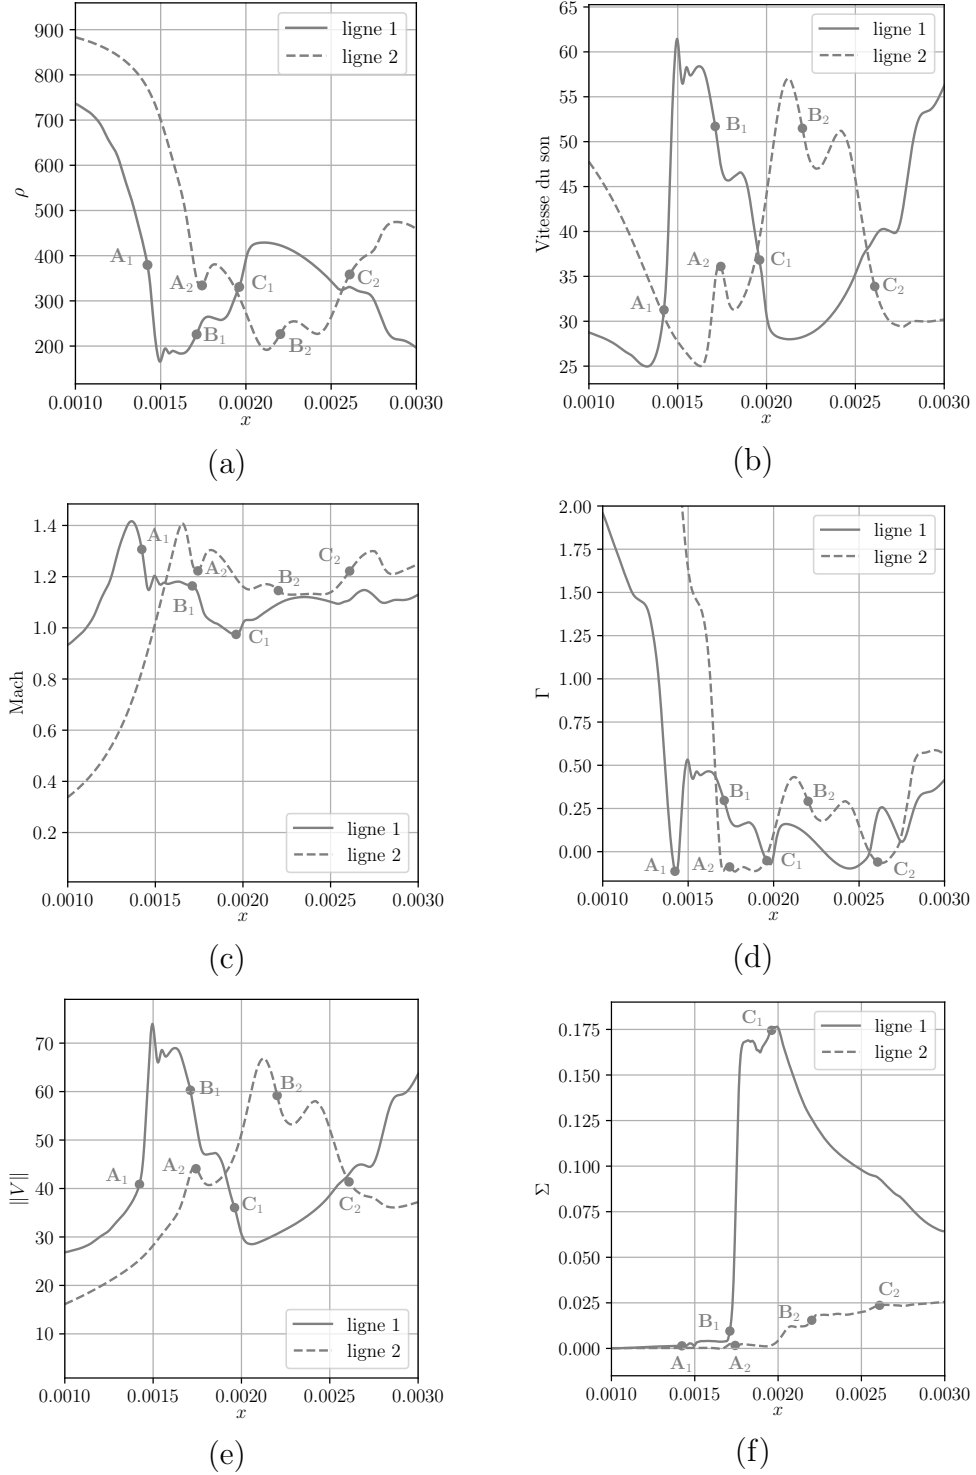 900
800
700
600
500
400
300
200
ρ
ligne 1
ligne 2
A₁
A₂
B₁
C₁
B₂
C₂
0.0010 0.0015 0.0020 0.0025 0.0030
x
(a)
65
60
55
50
45
40
35
30
25
Vitesse du son
ligne 1
ligne 2
B₁
B₂
A₂
C₁
A₁
C₂
0.0010 0.0015 0.0020 0.0025 0.0030
x
(b)
1.4
1.2
1.0
0.8
0.6
0.4
0.2
Mach
A₁
A₂
B₁
C₁
B₂
C₂
ligne 1
ligne 2
0.0010 0.0015 0.0020 0.0025 0.0030
x
(c)
2.00
1.75
1.50
1.25
1.00
0.75
0.50
0.25
0.00
Γ
ligne 1
ligne 2
B₁
B₂
A₁
A₂
C₁
C₂
0.0010 0.0015 0.0020 0.0025 0.0030
x
(d)
70
60
50
40
30
20
10
||V||
B₁
B₂
A₁
A₂
C₁
C₂
ligne 1
ligne 2
0.0010 0.0015 0.0020 0.0025 0.0030
x
(e)
0.175
0.150
0.125
0.100
0.075
0.050
0.025
0.000
Σ
C₁
ligne 1
ligne 2
B₁
B₂
C₂
A₁
A₂
0.0010 0.0015 0.0020 0.0025 0.0030
x
(f)